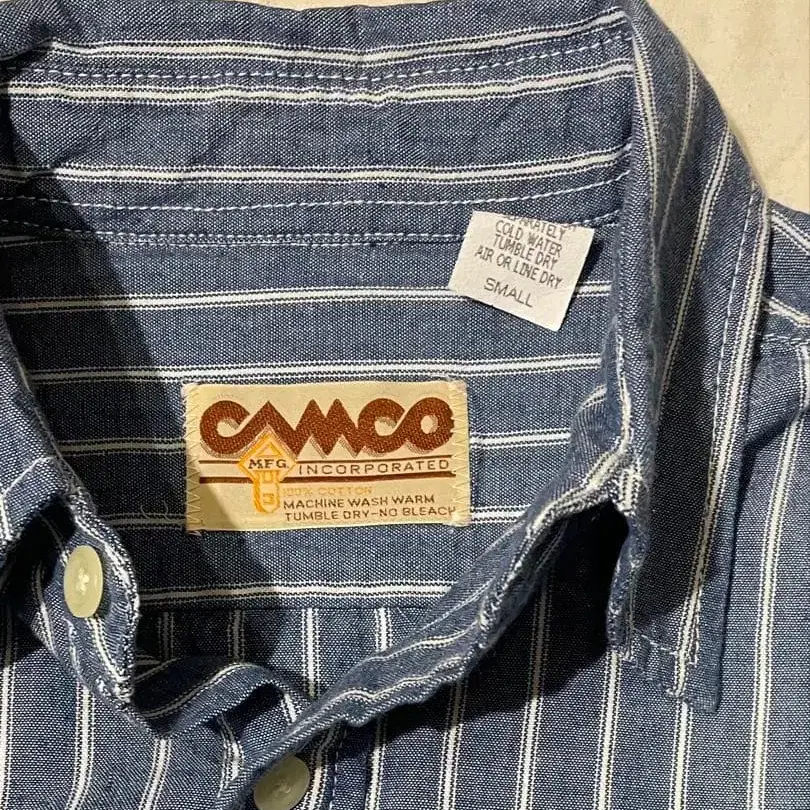 COLD WATER
TUMBLE DRY
AIR OR LINE DRY
SMALL
CAMCO
MFG.
INCORPORATED
100% COTTON
MACHINE WASH WARM
TUMBLE DRY-NO BLEACH